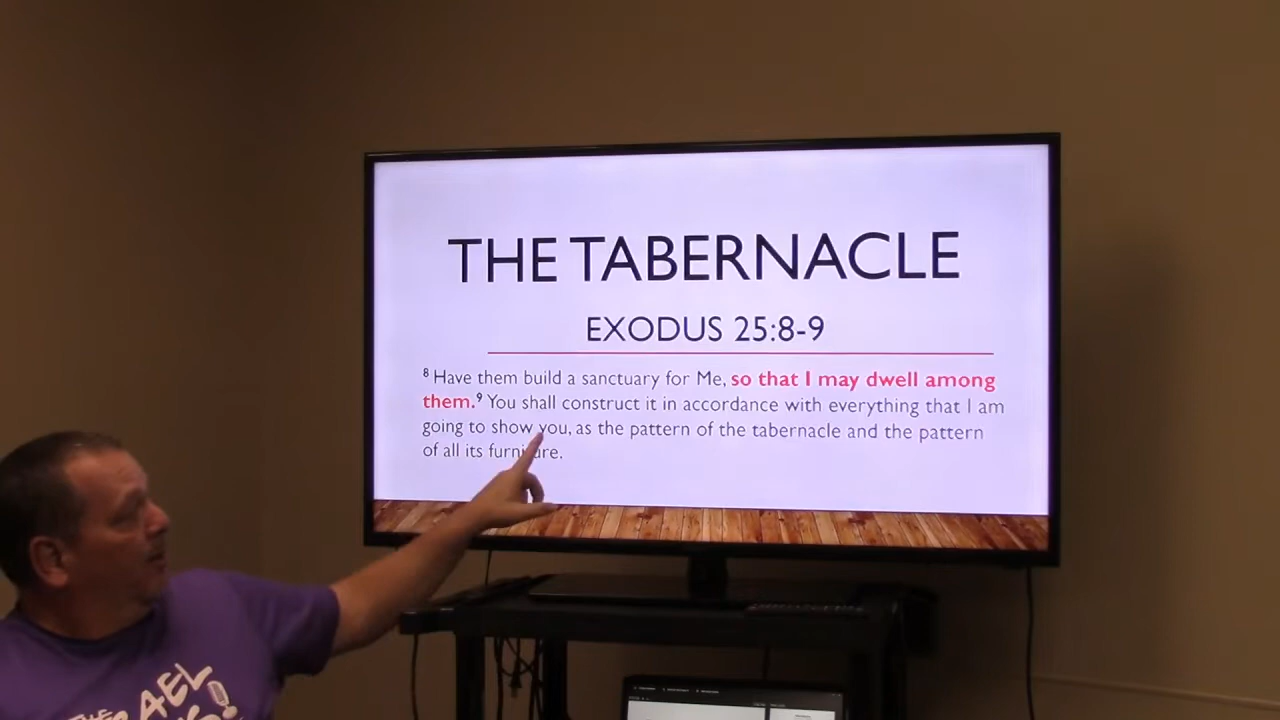 THE TABERNACLE
EXODUS 25:8-9
⁸ Have them build a sanctuary for Me, so that I may dwell among
them.⁹ You shall construct it in accordance with everything that I am
going to show you, as the pattern of the tabernacle and the pattern
of all its furniture.